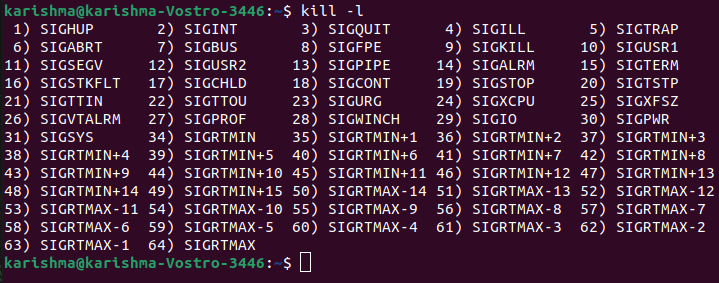 karishma@karishma-Vostro-3446:~$ kill -l
 1) SIGHUP	 2) SIGINT	 3) SIGQUIT	 4) SIGILL	 5) SIGTRAP
 6) SIGABRT	 7) SIGBUS	 8) SIGFPE	 9) SIGKILL	10) SIGUSR1
11) SIGSEGV	12) SIGUSR2	13) SIGPIPE	14) SIGALRM	15) SIGTERM
16) SIGSTKFLT	17) SIGCHLD	18) SIGCONT	19) SIGSTOP	20) SIGTSTP
21) SIGTTIN	22) SIGTTOU	23) SIGURG	24) SIGXCPU	25) SIGXFSZ
26) SIGVTALRM	27) SIGPROF	28) SIGWINCH	29) SIGIO	30) SIGPWR
31) SIGSYS	34) SIGRTMIN	35) SIGRTMIN+1	36) SIGRTMIN+2	37) SIGRTMIN+3
38) SIGRTMIN+4	39) SIGRTMIN+5	40) SIGRTMIN+6	41) SIGRTMIN+7	42) SIGRTMIN+8
43) SIGRTMIN+9	44) SIGRTMIN+10	45) SIGRTMIN+11	46) SIGRTMIN+12	47) SIGRTMIN+13
48) SIGRTMIN+14	49) SIGRTMIN+15	50) SIGRTMAX-14	51) SIGRTMAX-13	52) SIGRTMAX-12
53) SIGRTMAX-11	54) SIGRTMAX-10	55) SIGRTMAX-9	56) SIGRTMAX-8	57) SIGRTMAX-7
58) SIGRTMAX-6	59) SIGRTMAX-5	60) SIGRTMAX-4	61) SIGRTMAX-3	62) SIGRTMAX-2
63) SIGRTMAX-1	64) SIGRTMAX
karishma@karishma-Vostro-3446:~$